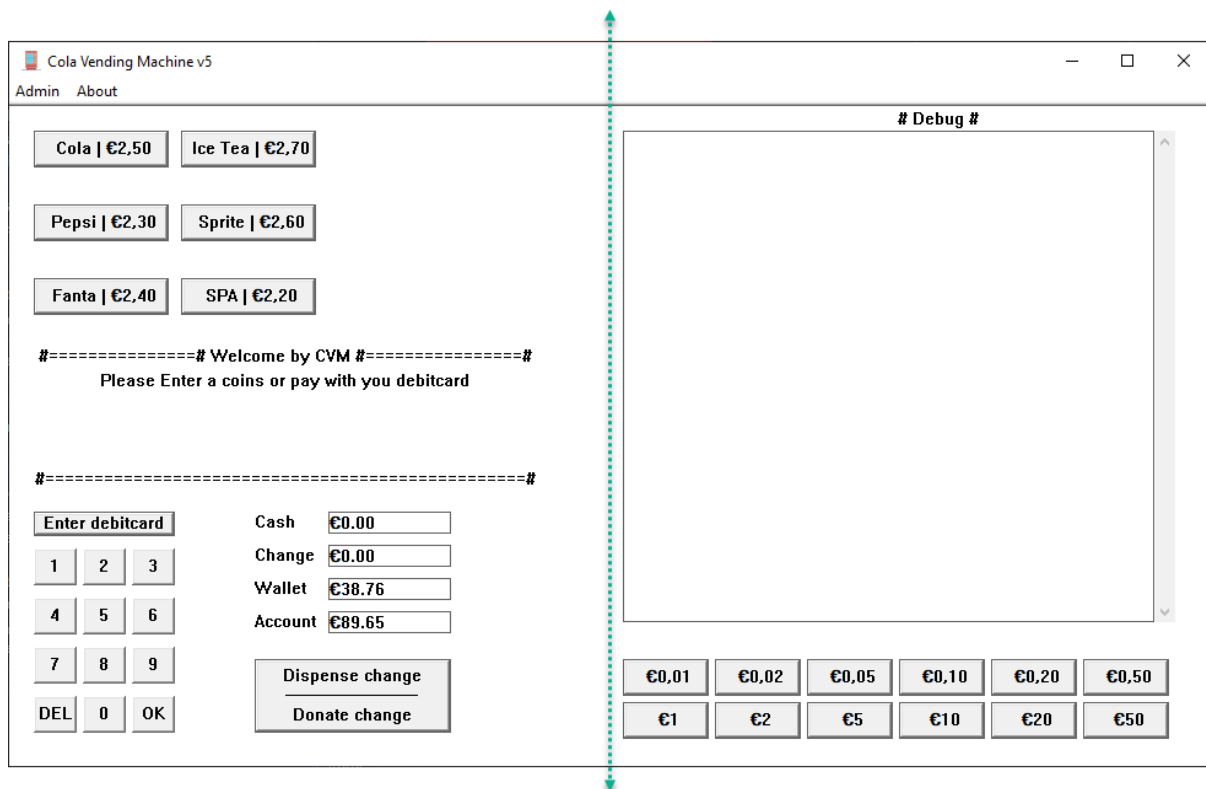 Cola Vending Machine v5
Admin About
# Debug #
Cola | €2,50 Ice Tea | €2,70
Pepsi | €2,30 Sprite | €2,60
Fanta | €2,40 SPA | €2,20
#===============# Welcome by CVM #================#
Please Enter a coins or pay with you debitcard
#=================================================#
Enter debitcard
1 2 3
4 5 6
7 8 9
DEL 0 OK
Cash €0.00
Change €0.00
Wallet €38.76
Account €89.65
Dispense change
Donate change
€0,01 €0,02 €0,05 €0,10 €0,20 €0,50
€1 €2 €5 €10 €20 €50